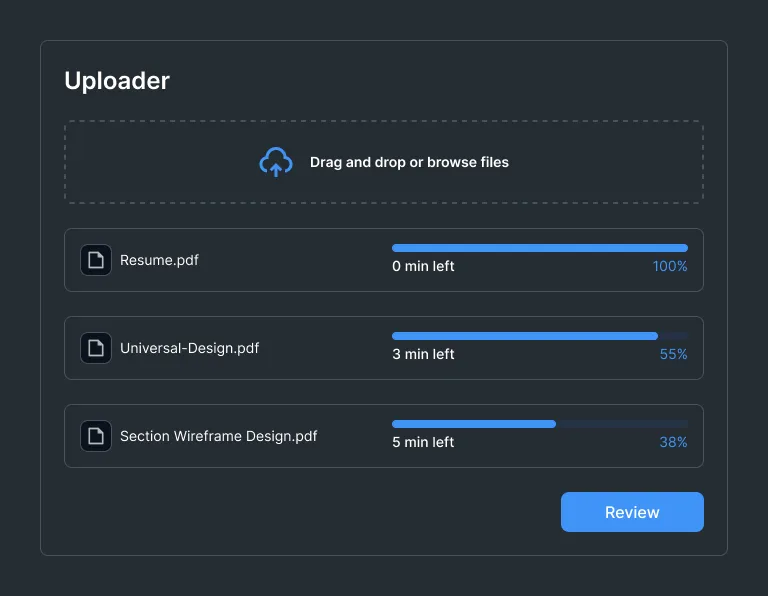 Uploader
Drag and drop or browse files
Resume.pdf
0 min left 100%
Universal-Design.pdf
3 min left 55%
Section Wireframe Design.pdf
5 min left 38%
Review